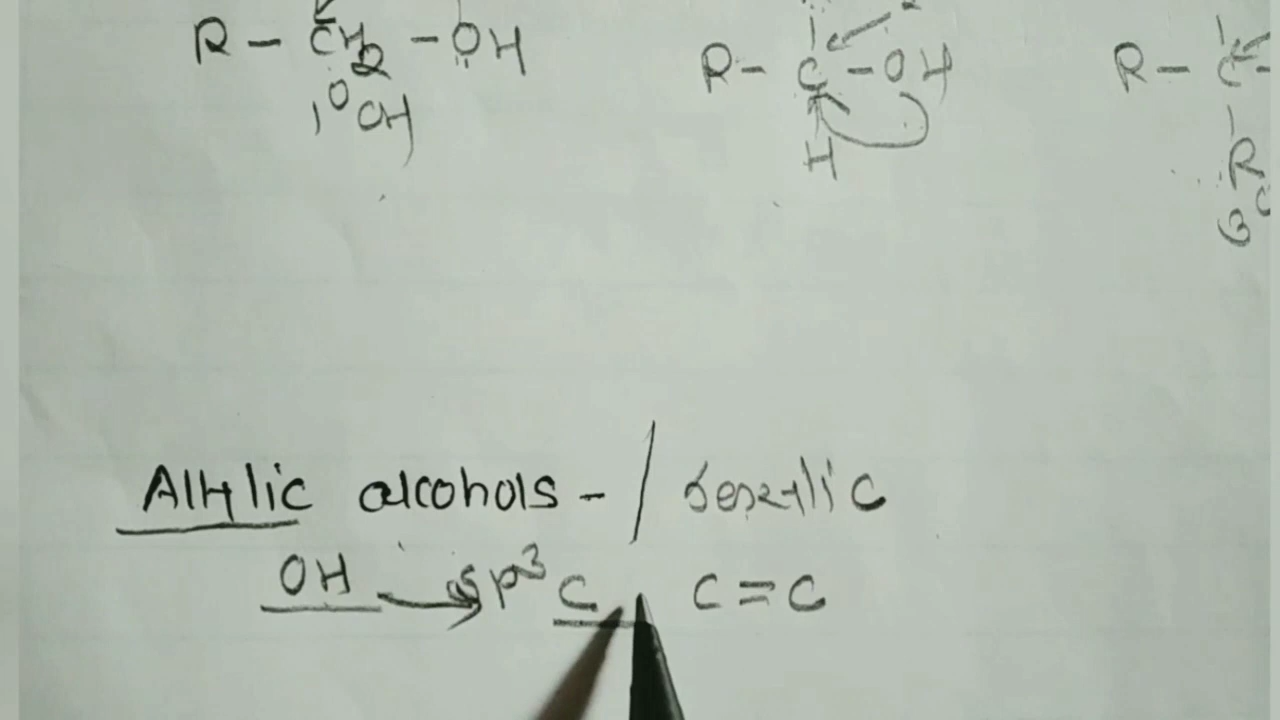 R - CH2 - OH
R - C - OH
R - C -
1° OH
H
R
3°
Allylic alcohols - / benzylic
OH → sp³ C C = C